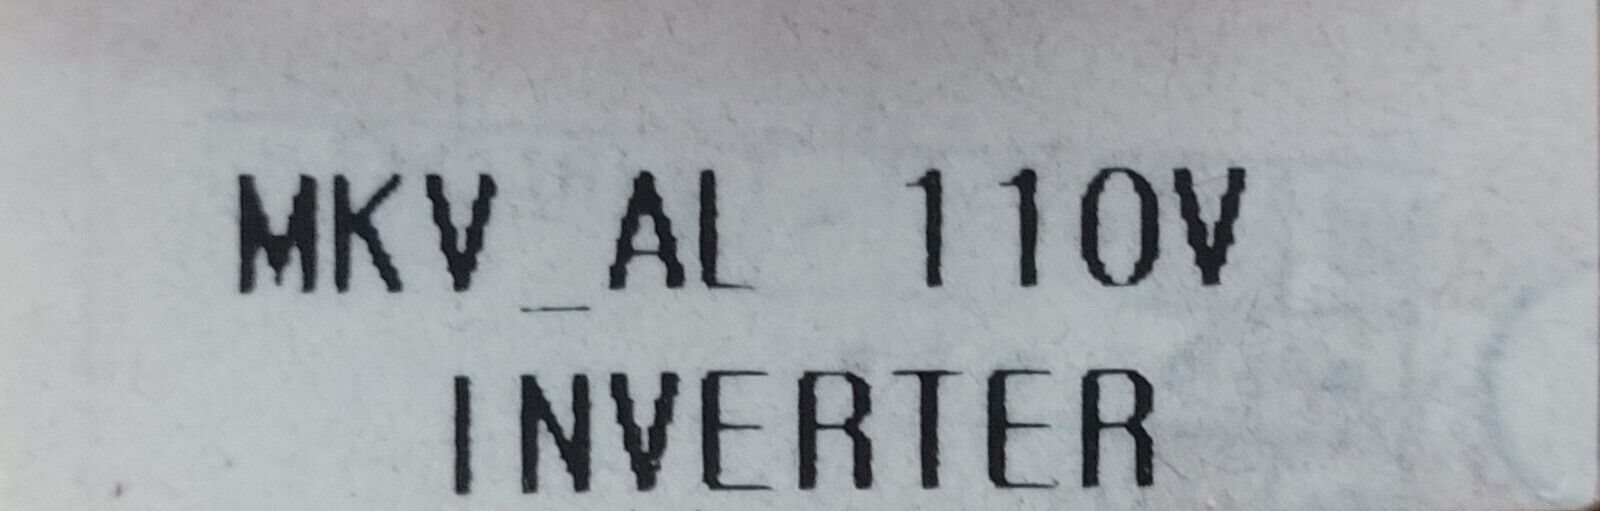 MKV_AL 110V
INVERTER